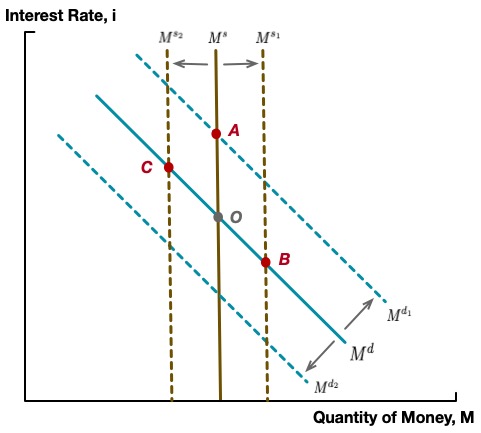 Interest Rate, i
M^{s_2} M^s M^{s_1}
A
C
O
B
M^{d_1}
M^d
M^{d_2}
Quantity of Money, M